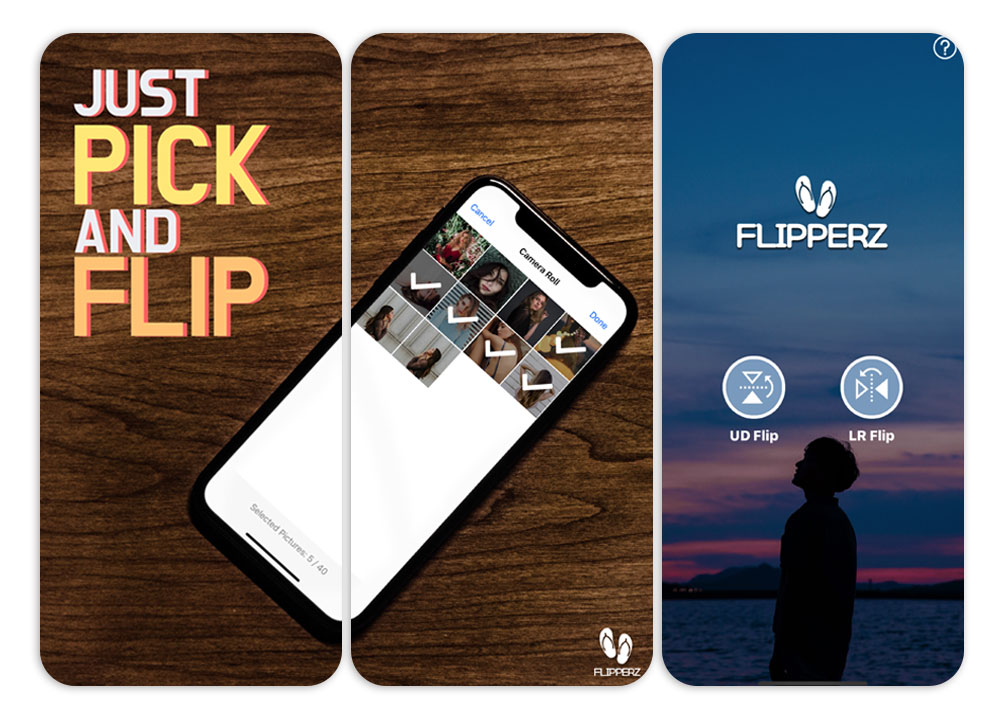 JUST
PICK
AND
FLIP
Cancel
Camera Roll
Done
Selected Pictures: 5 / 40
FLIPPERZ
?
FLIPPERZ
UD Flip
LR Flip